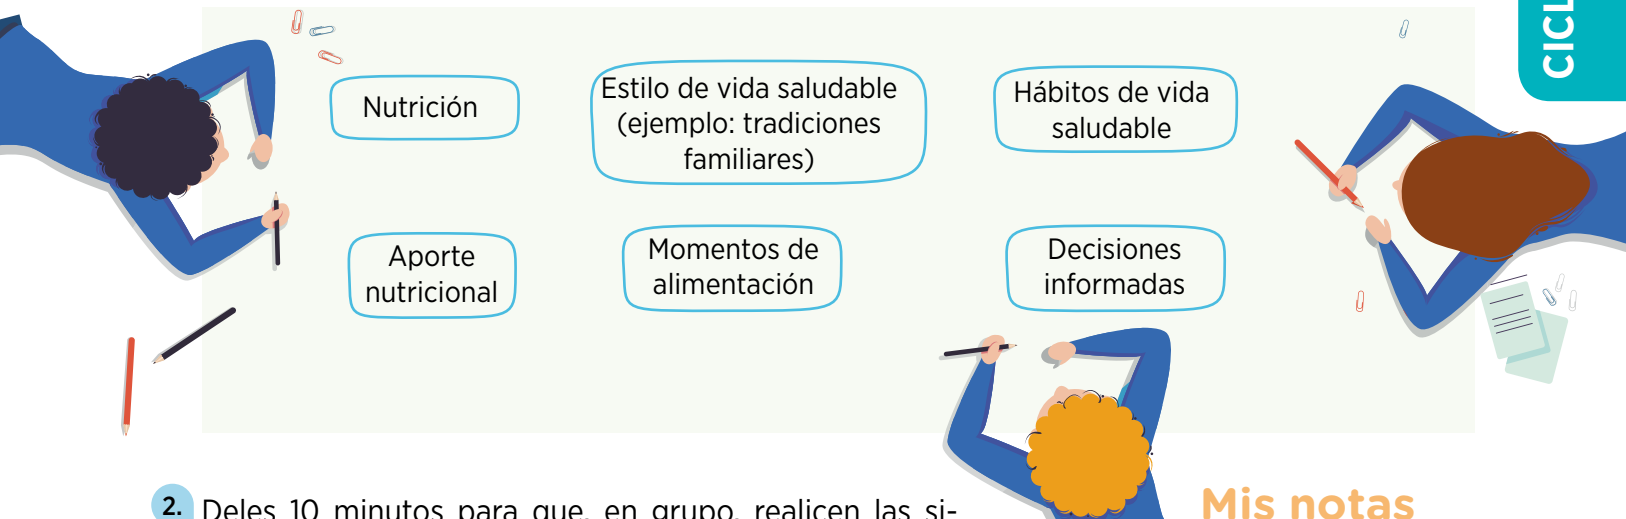 CICL
Nutrición
Estilo de vida saludable
(ejemplo: tradiciones
familiares)
Hábitos de vida
saludable
Aporte
nutricional
Momentos de
alimentación
Decisiones
informadas
2. Deles 10 minutos para que, en grupo, realicen las si-
Mis notas